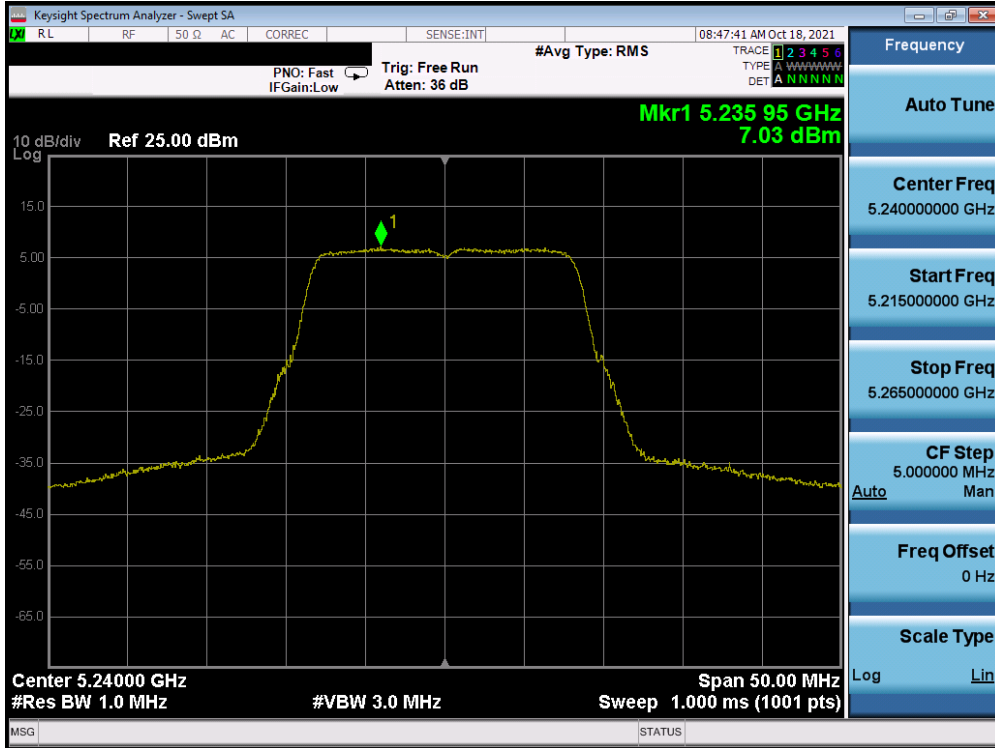 Keysight Spectrum Analyzer - Swept SA
LXI RL RF 50 Ω AC CORREC SENSE:INT 08:47:41 AM Oct 18, 2021
#Avg Type: RMS
TRACE 1 2 3 4 5 6
TYPE A WWWWW
DET A N N N N N
PNO: Fast Trig: Free Run
IFGain:Low Atten: 36 dB
Mkr1 5.235 95 GHz
7.03 dBm
10 dB/div Ref 25.00 dBm
Log
15.0
1
5.00
-5.00
-15.0
-25.0
-35.0
-45.0
-55.0
-65.0
Center 5.24000 GHz Span 50.00 MHz
#Res BW 1.0 MHz #VBW 3.0 MHz Sweep 1.000 ms (1001 pts)
MSG STATUS
Frequency
Auto Tune
Center Freq
5.240000000 GHz
Start Freq
5.215000000 GHz
Stop Freq
5.265000000 GHz
CF Step
5.000000 MHz
Auto Man
Freq Offset
0 Hz
Scale Type
Log Lin